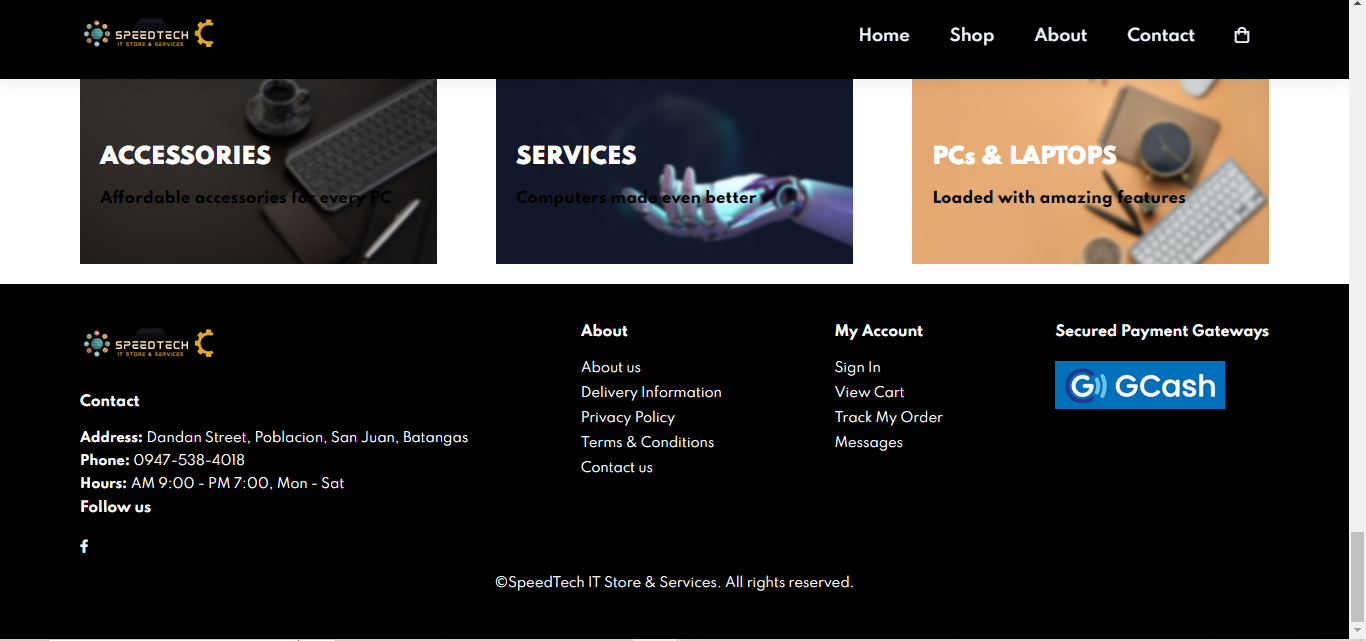 SPEEDTECH
IT STORE & SERVICES
Home Shop About Contact
ACCESSORIES
Affordable accessories for every PC
SERVICES
Computers made even better
PCs & LAPTOPS
Loaded with amazing features
SPEEDTECH
IT STORE & SERVICES
Contact
Address: Dandan Street, Poblacion, San Juan, Batangas
Phone: 0947-538-4018
Hours: AM 9:00 - PM 7:00, Mon - Sat
Follow us
About
About us
Delivery Information
Privacy Policy
Terms & Conditions
Contact us
My Account
Sign In
View Cart
Track My Order
Messages
Secured Payment Gateways
G GCash
©SpeedTech IT Store & Services. All rights reserved.